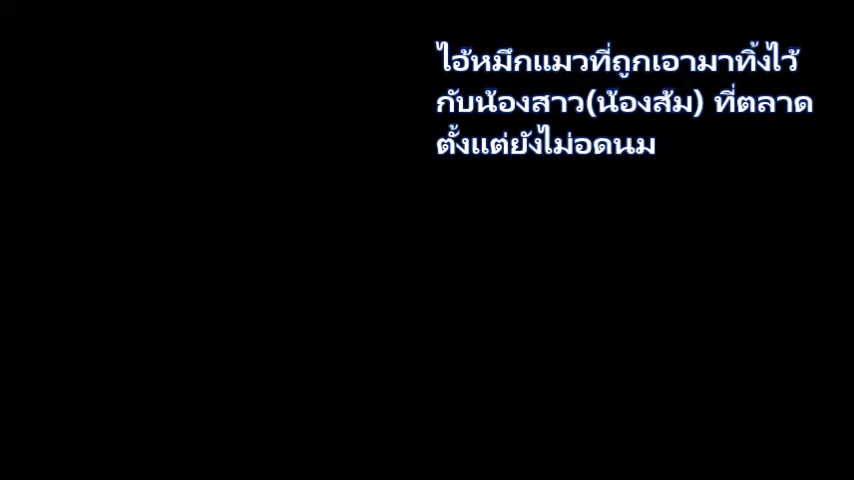 ไอ้หมึกแมวที่ถูกเอามาทิ้งไว้
กับน้องสาว(น้องส้ม) ที่ตลาด
ตั้งแต่ยังไม่อดนม